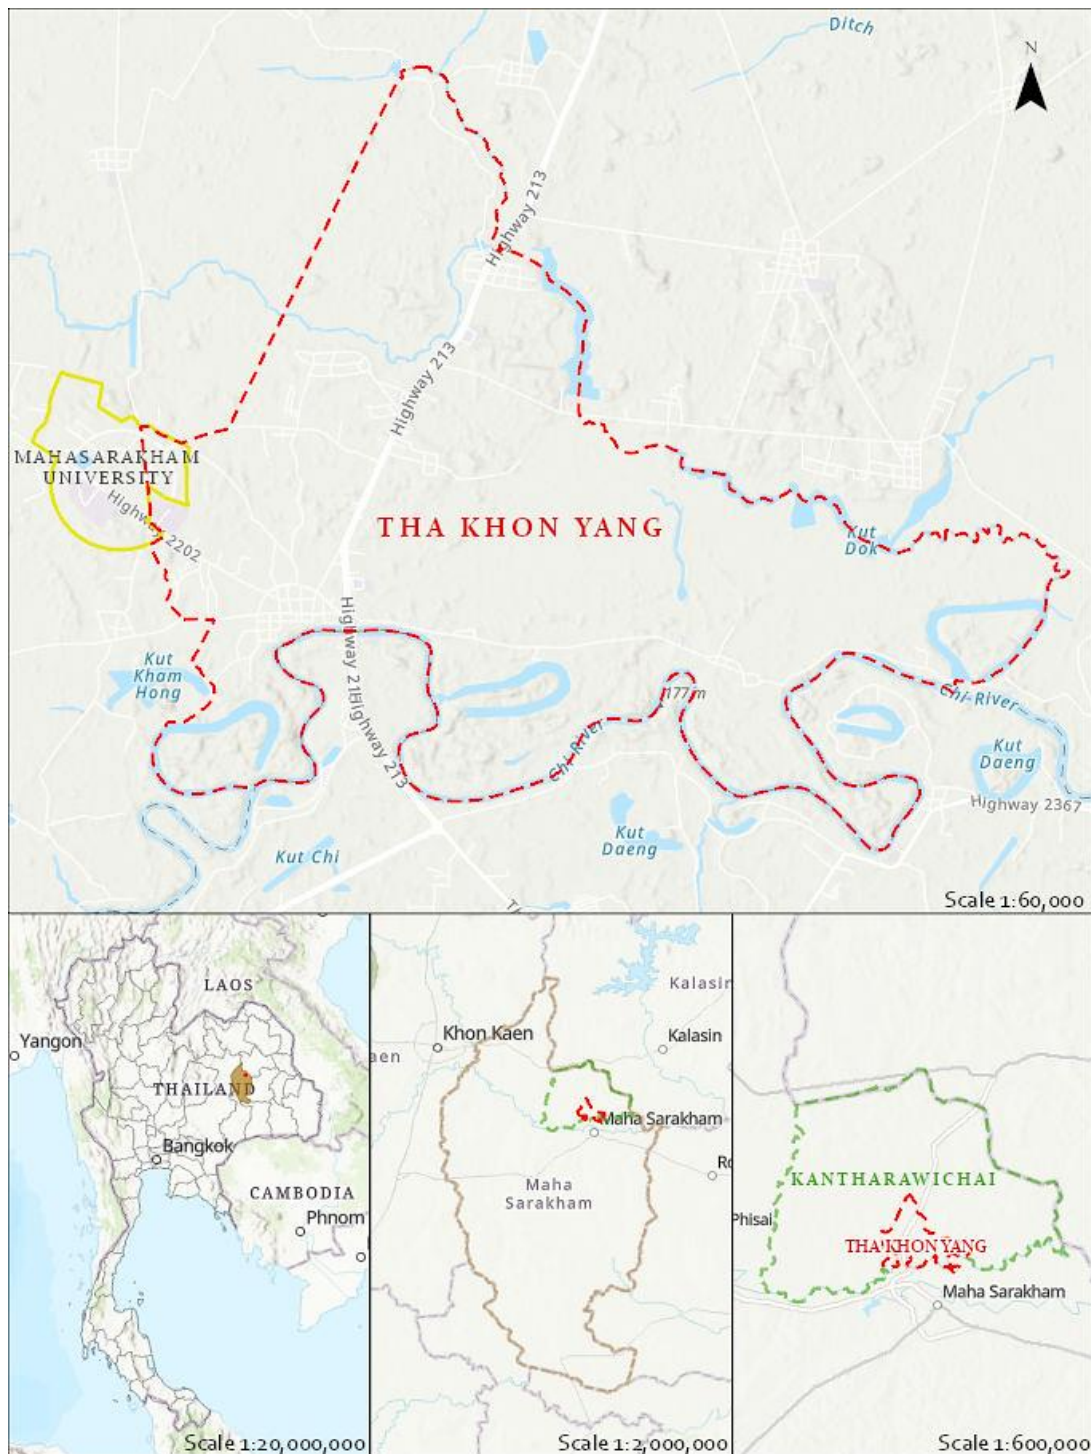 Ditch
N
Highway 213
Highway 213
MAHASARAKHAM
UNIVERSITY
Highway 2202
THA KHON YANG
Kut
Dok
Highway 21
Highway 213
Kut
Kham
Hong
177 m
Chi River
Chi River
Kut
Daeng
Highway 2367
Kut
Daeng
Kut Chi
Scale 1:60,000
LAOS
Yangon
THAILAND
Bangkok
CAMBODIA
Phnom
Scale 1:20,000,000
Kalasin
Khon Kaen
aen
Kalasin
Maha Sarakham
Maha
Sarakham
Scale 1:2,000,000
KANTHARAWICHAI
Phisai
THA KHON YANG
Maha Sarakham
Scale 1:600,000